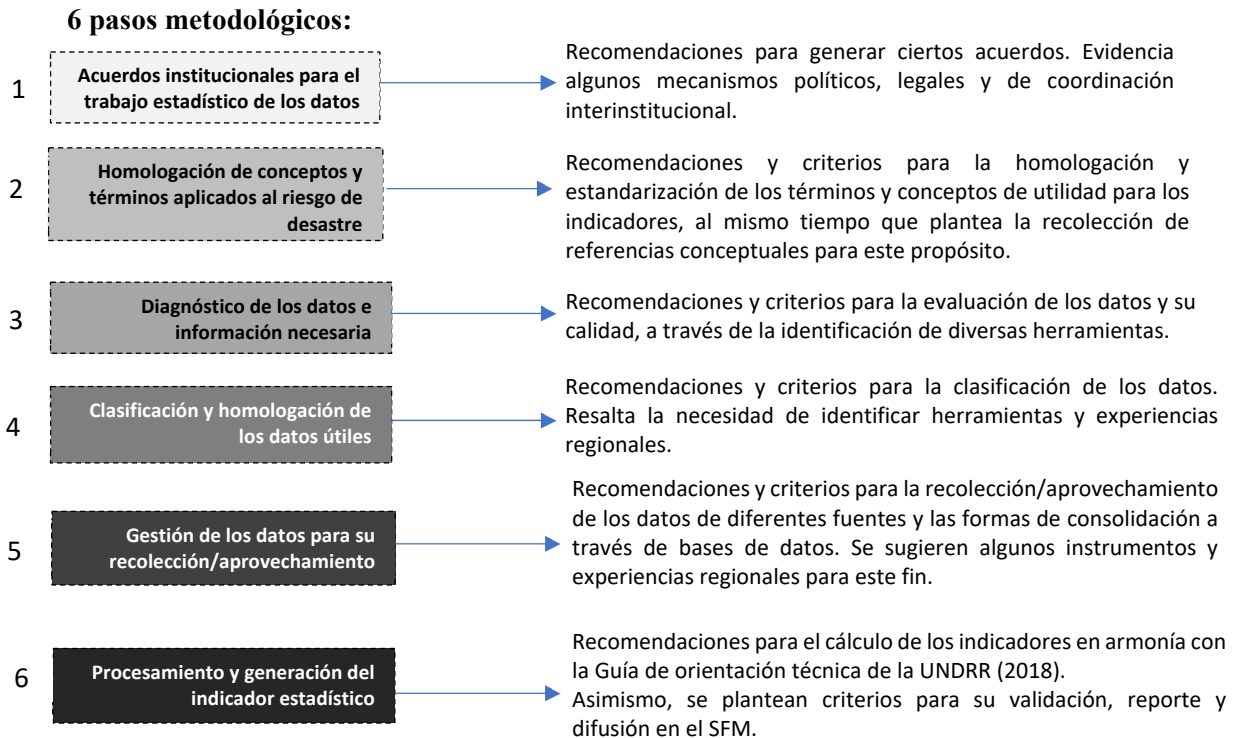 6 pasos metodológicos:
1
Acuerdos institucionales para el
trabajo estadístico de los datos
Recomendaciones para generar ciertos acuerdos. Evidencia
algunos mecanismos políticos, legales y de coordinación
interinstitucional.
2
Homologación de conceptos y
términos aplicados al riesgo de
desastre
Recomendaciones y criterios para la homologación y
estandarización de los términos y conceptos de utilidad para los
indicadores, al mismo tiempo que plantea la recolección de
referencias conceptuales para este propósito.
3
Diagnóstico de los datos e
información necesaria
Recomendaciones y criterios para la evaluación de los datos y su
calidad, a través de la identificación de diversas herramientas.
4
Clasificación y homologación de
los datos útiles
Recomendaciones y criterios para la clasificación de los datos.
Resalta la necesidad de identificar herramientas y experiencias
regionales.
5
Gestión de los datos para su
recolección/aprovechamiento
Recomendaciones y criterios para la recolección/aprovechamiento
de los datos de diferentes fuentes y las formas de consolidación a
través de bases de datos. Se sugieren algunos instrumentos y
experiencias regionales para este fin.
6
Procesamiento y generación del
indicador estadístico
Recomendaciones para el cálculo de los indicadores en armonía con
la Guía de orientación técnica de la UNDRR (2018).
Asimismo, se plantean criterios para su validación, reporte y
difusión en el SFM.